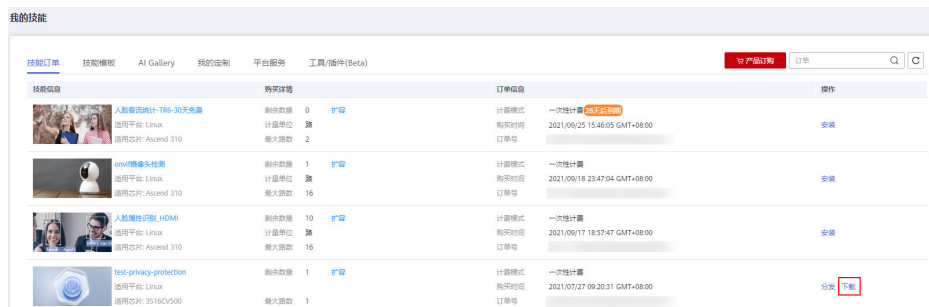 我的技能
技能订单 技能模板 AI Gallery 我的定制 平台服务 工具/插件(Beta) 产品订购 订单
技能信息 购买详情 订单信息 操作
人脸客流统计-TR6-30天免费 剩余数量 0 扩容 计费模式 一次性计费 28天后到期
适用平台: Linux 计量单位 路 购买时间 2021/09/25 15:46:05 GMT+08:00 安装
适用芯片: Ascend 310 最大路数 2 订单号
onvif摄像头检测 剩余数量 1 扩容 计费模式 一次性计费
适用平台: Linux 计量单位 路 购买时间 2021/09/18 23:47:04 GMT+08:00 安装
适用芯片: Ascend 310 最大路数 16 订单号
人脸属性识别_HDMI 剩余数量 10 扩容 计费模式 一次性计费
适用平台: Linux 计量单位 路 购买时间 2021/09/17 18:57:47 GMT+08:00 安装
适用芯片: Ascend 310 最大路数 16 订单号
test-privacy-protection 剩余数量 1 扩容 计费模式 一次性计费
适用平台: Linux 购买时间 2021/07/27 09:20:31 GMT+08:00 分发 下载
适用芯片: 3516CV500 最大路数 1 订单号